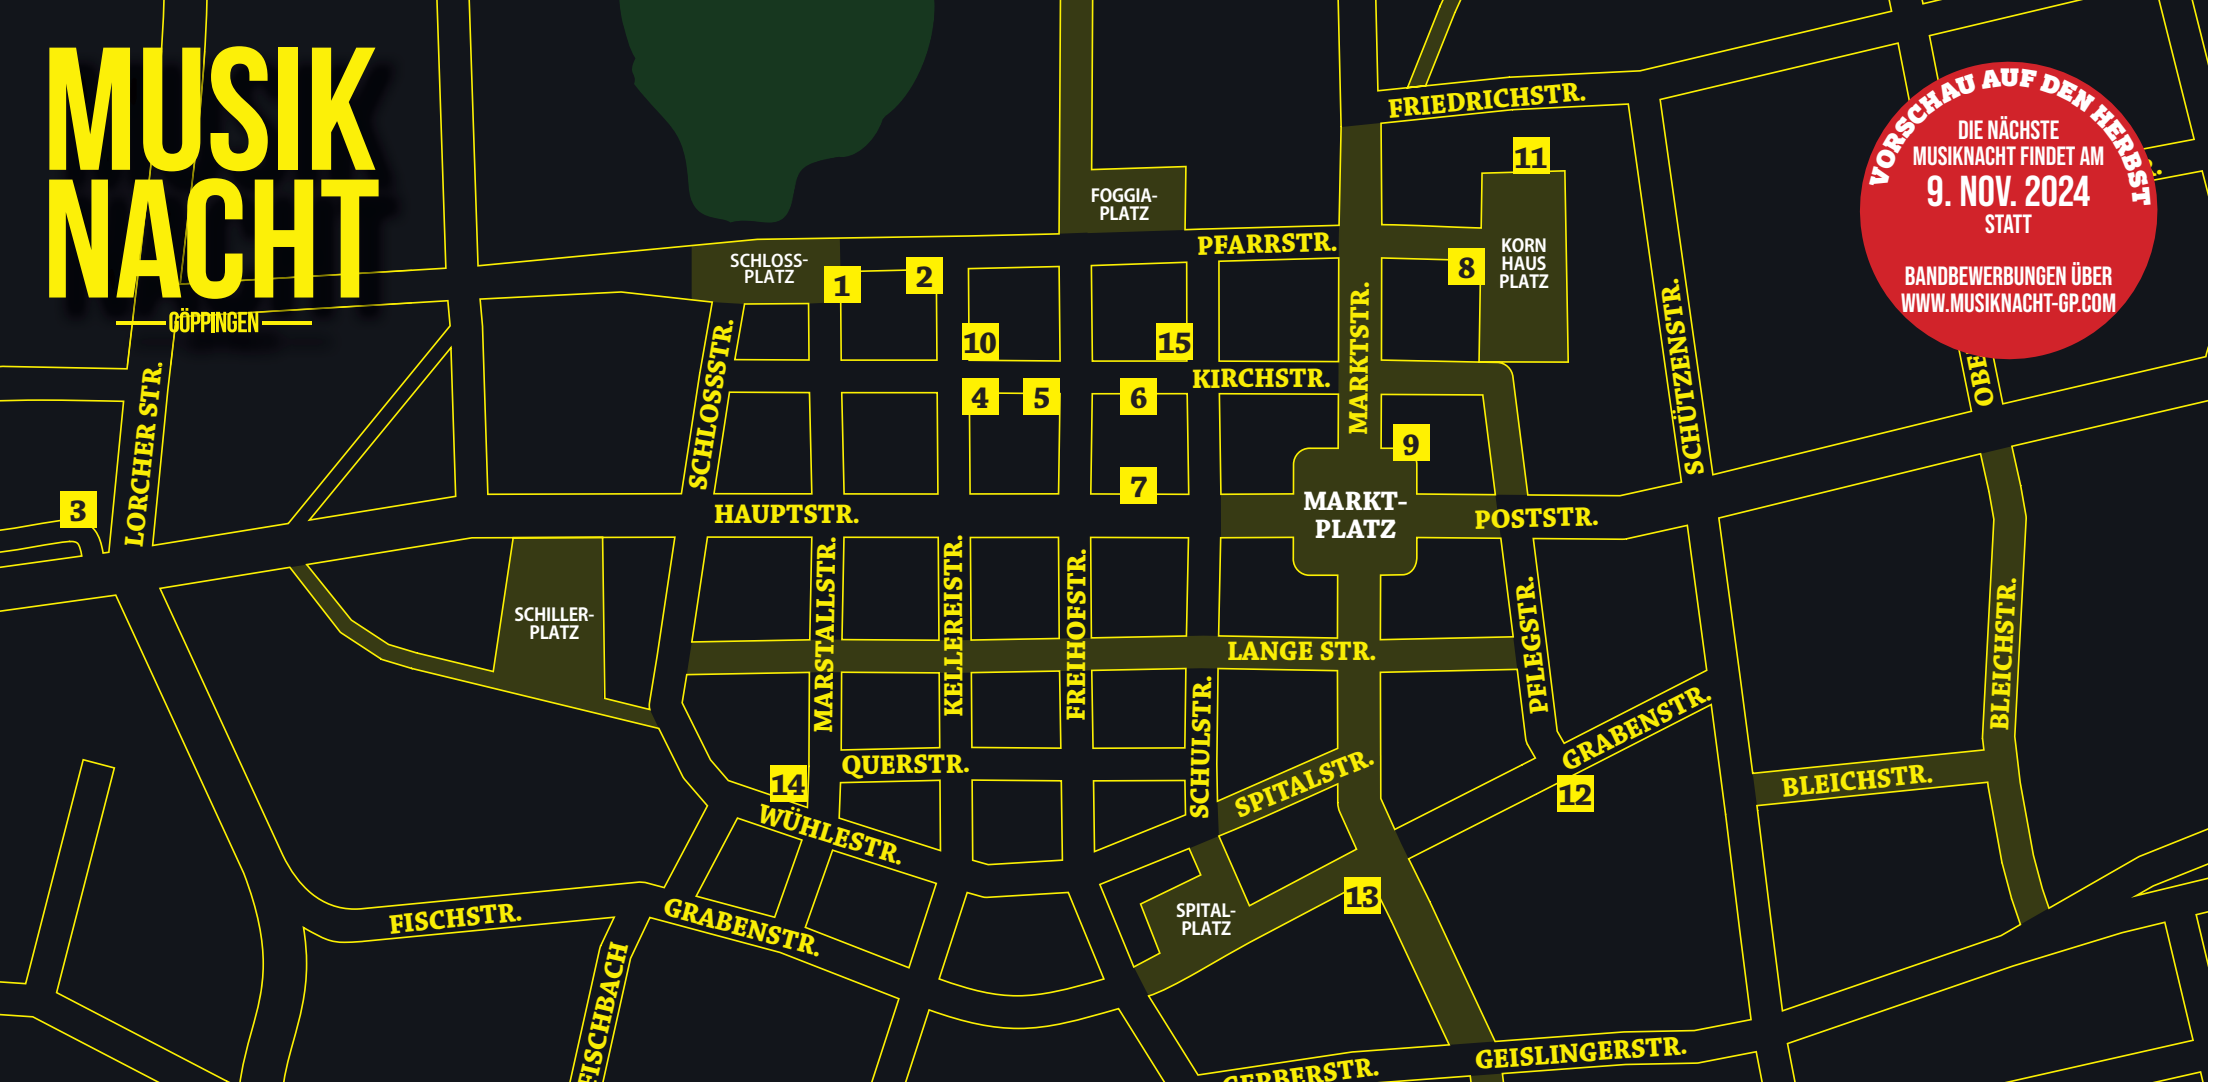 MUSIK
NACHT
GÖPPINGEN
VORSCHAU AUF DEN HERBST
DIE NÄCHSTE
MUSIKNACHT FINDET AM
9. NOV. 2024
STATT
BANDBEWERBUNGEN ÜBER
WWW.MUSIKNACHT-GP.COM
FRIEDRICHSTR.
11
FOGGIA-
PLATZ
PFARRSTR.
KORN
HAUS
PLATZ
8
SCHLOSS-
PLATZ
1
2
10
15
SCHLOSSSTR.
MARKTSTR.
SCHÜTZENSTR.
LORCHER STR.
KIRCHSTR.
4
5
6
9
7
3
HAUPTSTR.
MARKT-
PLATZ
POSTSTR.
SCHILLER-
PLATZ
MARSTALLSTR.
KELLEREISTR.
FREIHOFSTR.
LANGE STR.
PFLEGSTR.
BLEICHSTR.
SCHULSTR.
GRABENSTR.
QUERSTR.
14
SPITALSTR.
12
BLEICHSTR.
WÜHLESTR.
13
SPITAL-
PLATZ
FISCHSTR.
GRABENSTR.
FISCHBACH
GEISLINGERSTR.
GERBERSTR.